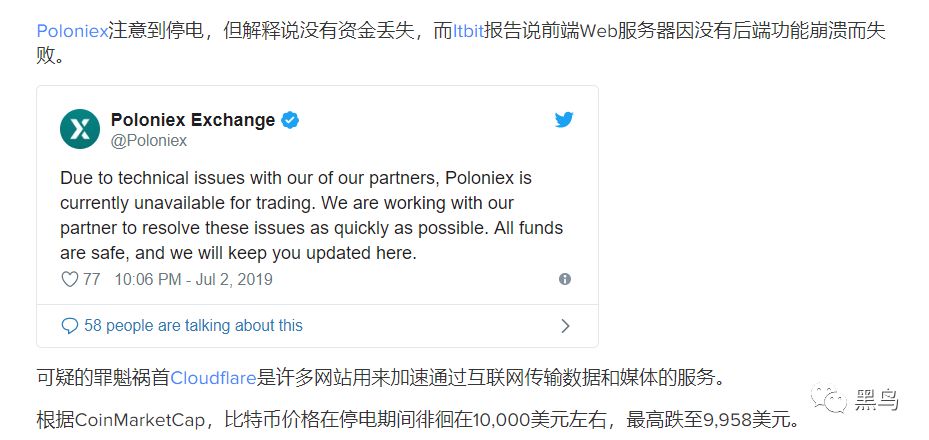 Poloniex注意到停电，但解释说没有资金丢失，而Itbit报告说前端Web服务器因没有后端功能崩溃而失
败。
Poloniex Exchange
@Poloniex
Due to technical issues with our of our partners, Poloniex is
currently unavailable for trading. We are working with our
partner to resolve these issues as quickly as possible. All funds
are safe, and we will keep you updated here.
77 10:06 PM - Jul 2, 2019
58 people are talking about this
可疑的罪魁祸首Cloudflare是许多网站用来加速通过互联网传输数据和媒体的服务。
根据CoinMarketCap，比特币价格在停电期间徘徊在10,000美元左右，最高跌至9,958美元。
黑鸟